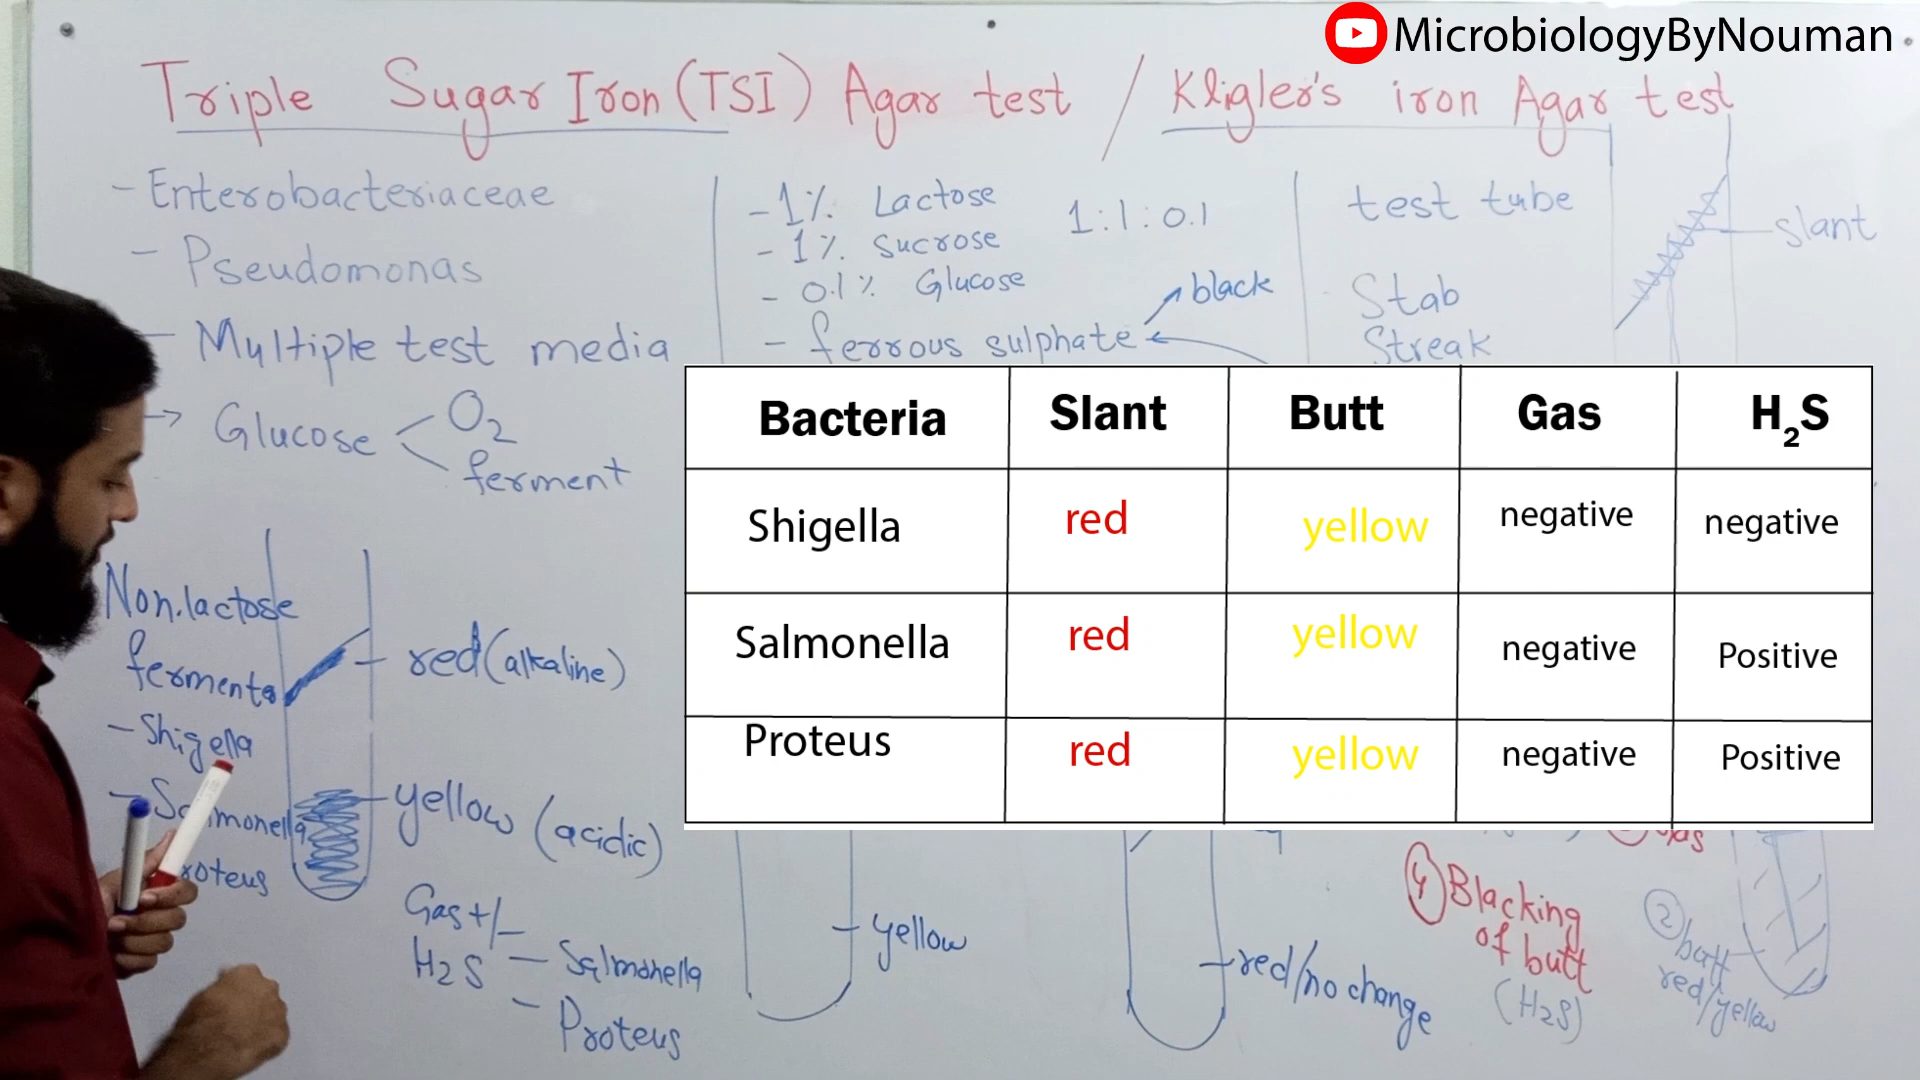 MicrobiologyByNouman
Triple Sugar Iron (TSI) Agar test / Kligler's iron Agar test
- Enterobacteriaceae
- Pseudomonas
- Multiple test media
→ Glucose < O2
ferment
- 1% Lactose
- 1% Sucrose
- 0.1% Glucose
1:1:0.1
- ferrous sulphate
black
test tube
Stab
Streak
slant
Bacteria Slant Butt Gas H2S
Shigella red yellow negative negative
Salmonella red yellow negative Positive
Proteus red yellow negative Positive
Non.lactose
- Shigella
- Salmonella
red (alkaline)
yellow (acidic)
Gas +/-
H2S - Salmonella
- Proteus
yellow
red/no change
4 Blacking
of butt
(H2S)
2 butt
red/yellow